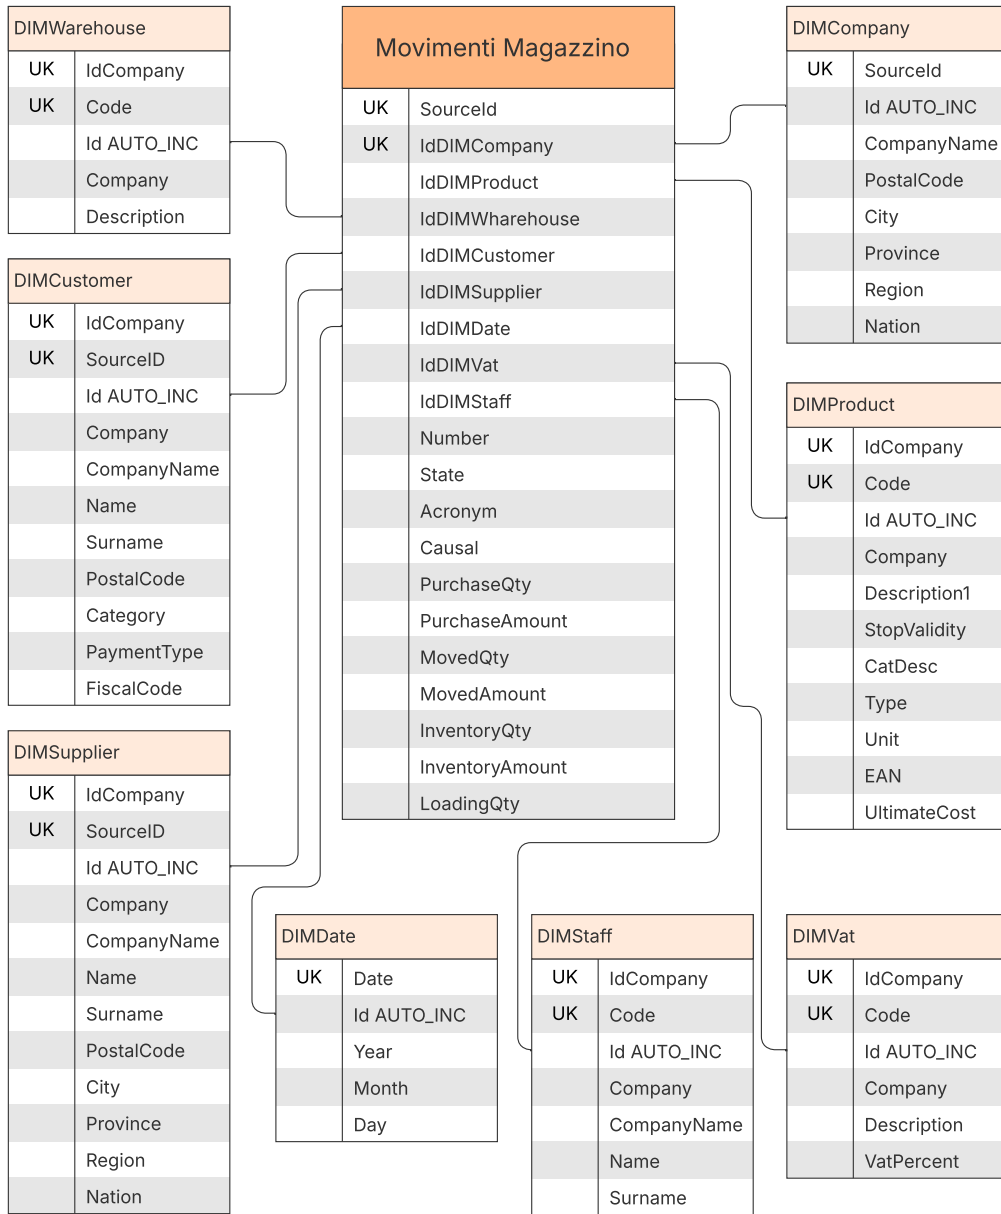 DIMWarehouse
UK IdCompany
UK Code
Id AUTO_INC
Company
Description
DIMCustomer
UK IdCompany
UK SourceID
Id AUTO_INC
Company
CompanyName
Name
Surname
PostalCode
Category
PaymentType
FiscalCode
DIMSupplier
UK IdCompany
UK SourceID
Id AUTO_INC
Company
CompanyName
Name
Surname
PostalCode
City
Province
Region
Nation
Movimenti Magazzino
UK SourceId
UK IdDIMCompany
IdDIMProduct
IdDIMWharehouse
IdDIMCustomer
IdDIMSupplier
IdDIMDate
IdDIMVat
IdDIMStaff
Number
State
Acronym
Causal
PurchaseQty
PurchaseAmount
MovedQty
MovedAmount
InventoryQty
InventoryAmount
LoadingQty
DIMDate
UK Date
Id AUTO_INC
Year
Month
Day
DIMStaff
UK IdCompany
UK Code
Id AUTO_INC
Company
CompanyName
Name
Surname
DIMCompany
UK SourceId
Id AUTO_INC
CompanyName
PostalCode
City
Province
Region
Nation
DIMProduct
UK IdCompany
UK Code
Id AUTO_INC
Company
Description1
StopValidity
CatDesc
Type
Unit
EAN
UltimateCost
DIMVat
UK IdCompany
UK Code
Id AUTO_INC
Company
Description
VatPercent